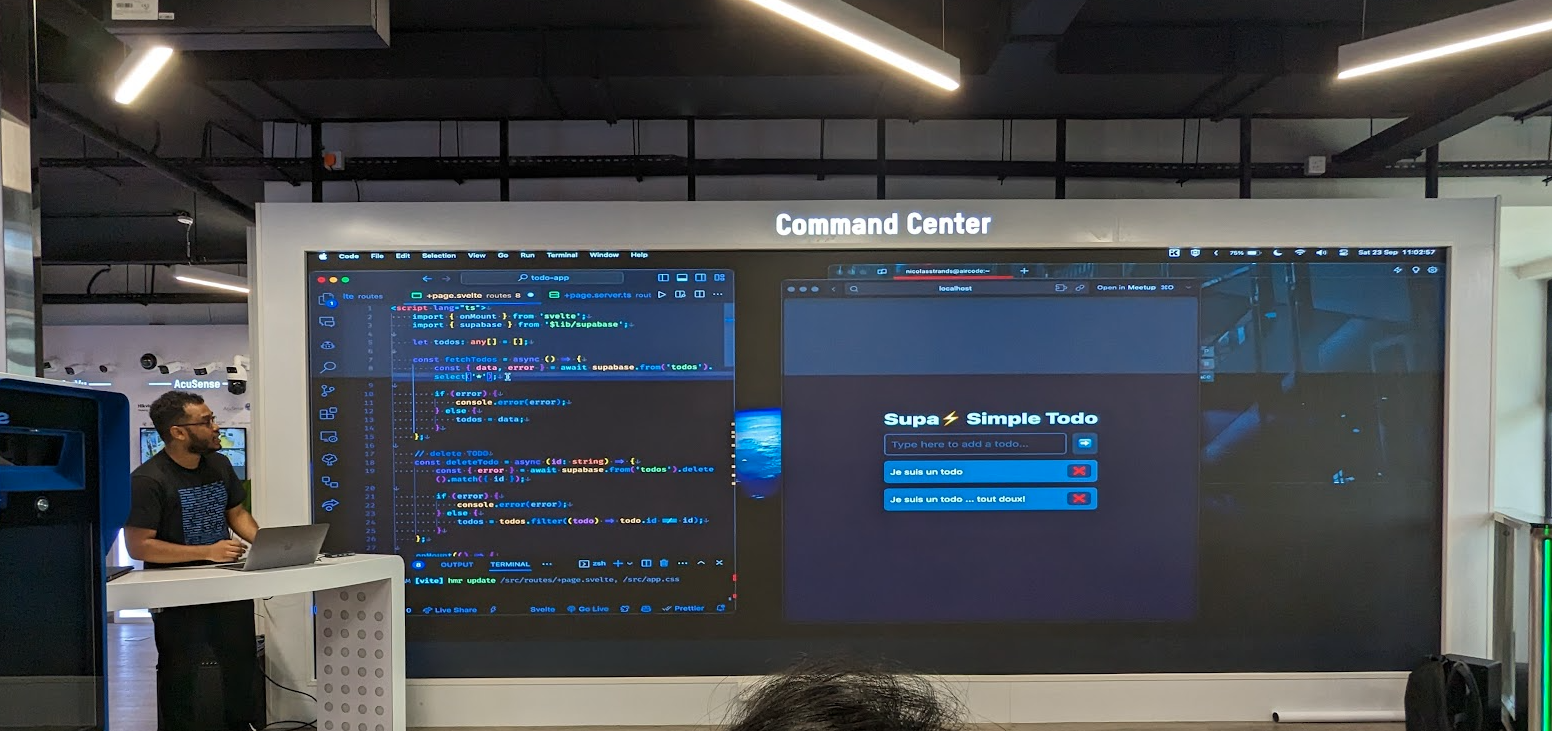 Command Center
Code File Edit Selection View Go Run Terminal Window Help
75% Sat 23 Sep 11:02:57
todo-app
lte routes +page.svelte routes 8 +page.server.ts rout
1 <script lang="ts">
2 import { onMount } from 'svelte';
3 import { supabase } from '$lib/supabase';
4
5 let todos: any[] = [];
6
7 const fetchTodos = async () => {
8 const { data, error } = await supabase.from('todos').
select('*');
9
10 if (error) {
11 console.error(error);
12 } else {
13 todos = data;
14 }
15 };
16
17 // delete TODO
18 const deleteTodo = async (id: string) => {
19 const { error } = await supabase.from('todos').delete
().match({ id });
20
21 if (error) {
22 console.error(error);
23 } else {
24 todos = todos.filter((todo) => todo.id !== id);
25 }
26 };
27
onMount(() => {
8 OUTPUT TERMINAL zsh
[vite] hmr update /src/routes/+page.svelte, /src/app.css
0 Live Share Svelte Go Live Prettier
nicolasstrands@aircode:~
localhost Open in Meetup ⌘O
Supa⚡ Simple Todo
Type here to add a todo...
Je suis un todo
Je suis un todo ... tout doux!
AcuSense